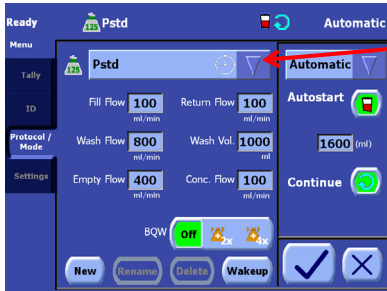 Ready 125 Pstd Automatic
Menu
Tally
ID
Protocol /
Mode
Settings
125 Pstd
Fill Flow 100 ml/min Return Flow 100 ml/min
Wash Flow 800 ml/min Wash Vol. 1000 ml
Empty Flow 400 ml/min Conc. Flow 100 ml/min
BQW Off 2x 4x
New Rename Delete Wakeup
Automatic
Autostart
1600 (ml)
Continue